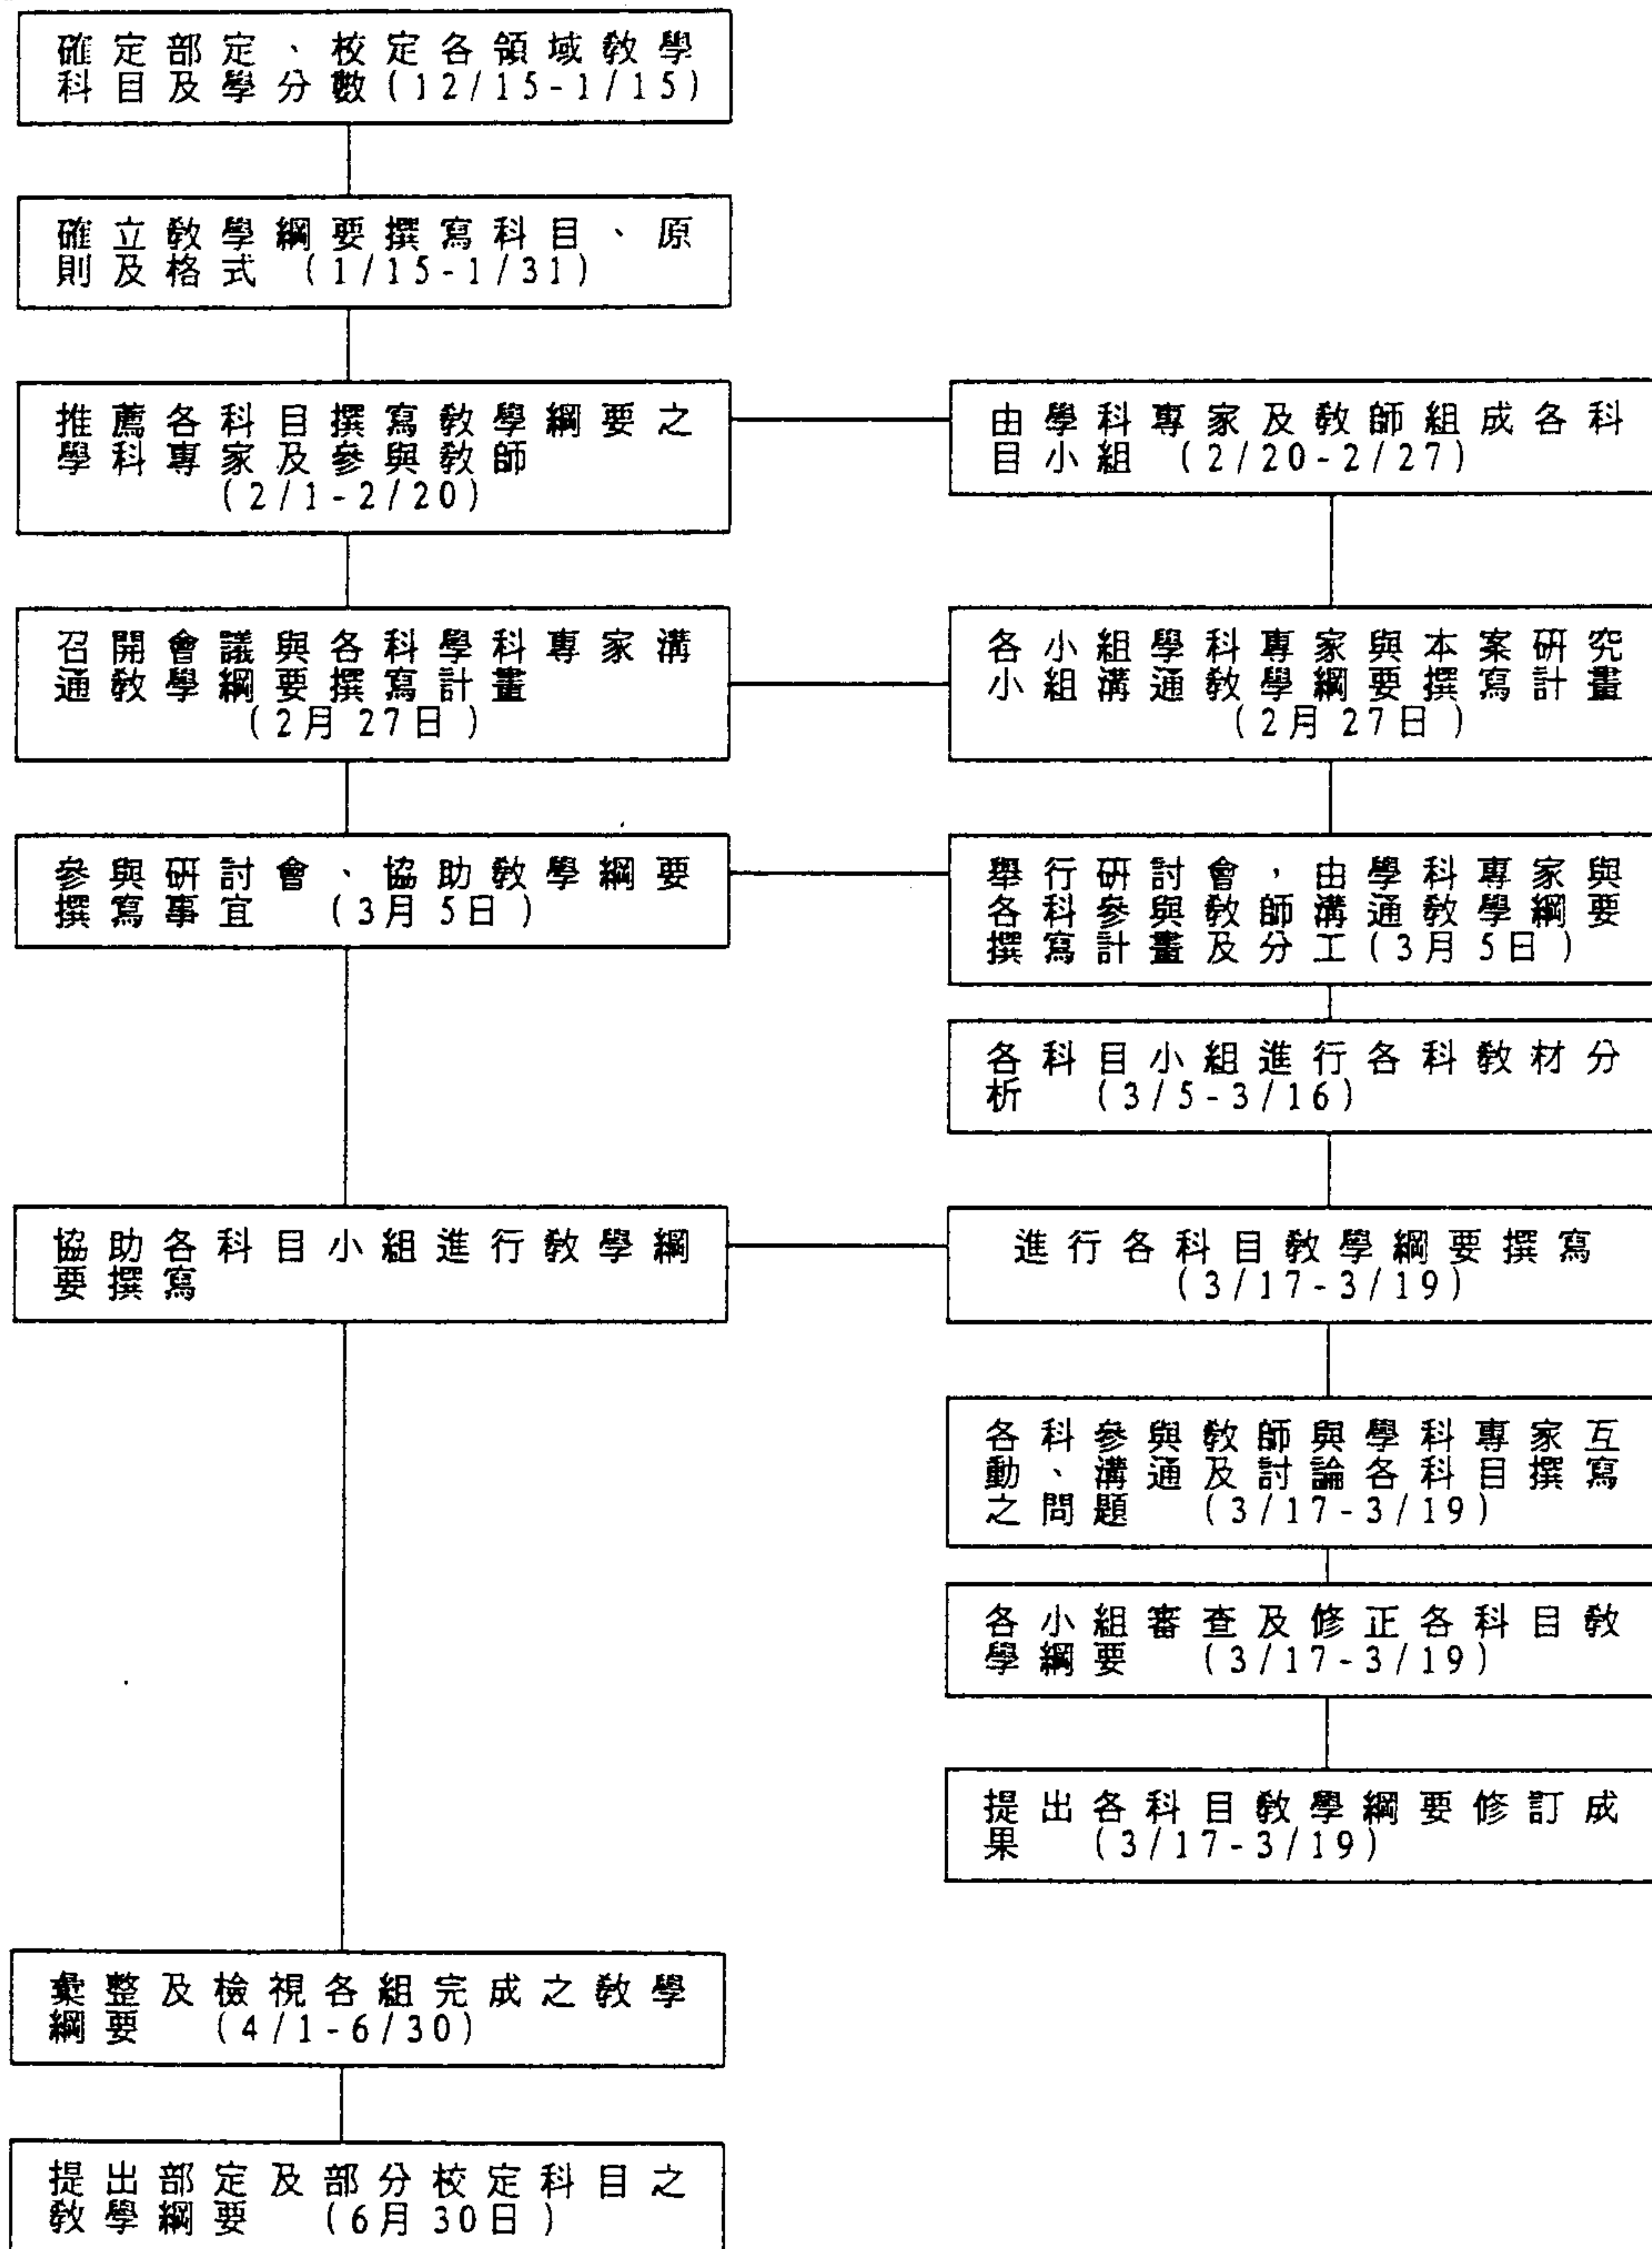 確定部定、校定各領域教學
科目及學分數(12/15-1/15)
確立教學綱要撰寫科目、原
則及格式 (1/15-1/31)
推薦各科目撰寫教學綱要之
學科專家及參與教師
(2/1-2/20)
由學科專家及教師組成各科
目小組 (2/20-2/27)
召開會議與各科學科專家溝
通教學綱要撰寫計畫
(2月27日)
各小組學科專家與本案研究
小組溝通教學綱要撰寫計畫
(2月27日)
參與研討會、協助教學綱要
撰寫事宜 (3月5日)
舉行研討會，由學科專家與
各科參與教師溝通教學綱要
撰寫計畫及分工(3月5日)
各科目小組進行各科教材分
析 (3/5-3/16)
協助各科目小組進行教學綱
要撰寫
進行各科目教學綱要撰寫
(3/17-3/19)
各科參與教師與學科專家互
動、溝通及討論各科目撰寫
之問題 (3/17-3/19)
各小組審查及修正各科目教
學綱要 (3/17-3/19)
提出各科目教學綱要修訂成
果 (3/17-3/19)
彙整及檢視各組完成之教學
綱要 (4/1-6/30)
提出部定及部分校定科目之
教學綱要 (6月30日)